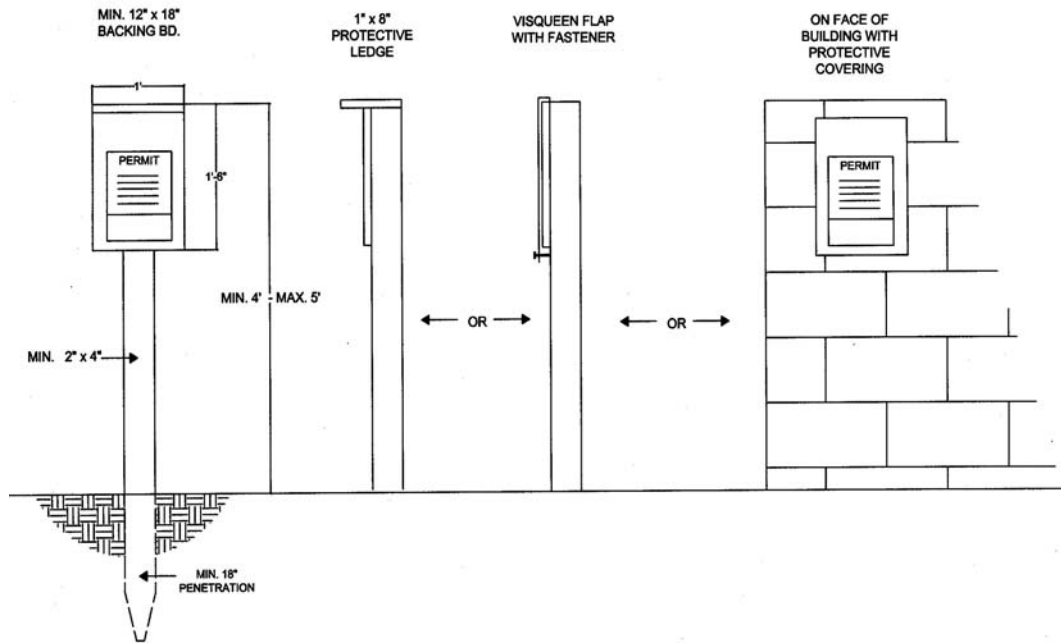 MIN. 12" x 18"
BACKING BD.
1" x 8"
PROTECTIVE
LEDGE
VISQUEEN FLAP
WITH FASTENER
ON FACE OF
BUILDING WITH
PROTECTIVE
COVERING
1'
PERMIT
1'-6"
PERMIT
MIN. 4' - MAX. 5'
OR
OR
MIN. 2" x 4"
MIN. 18"
PENETRATION